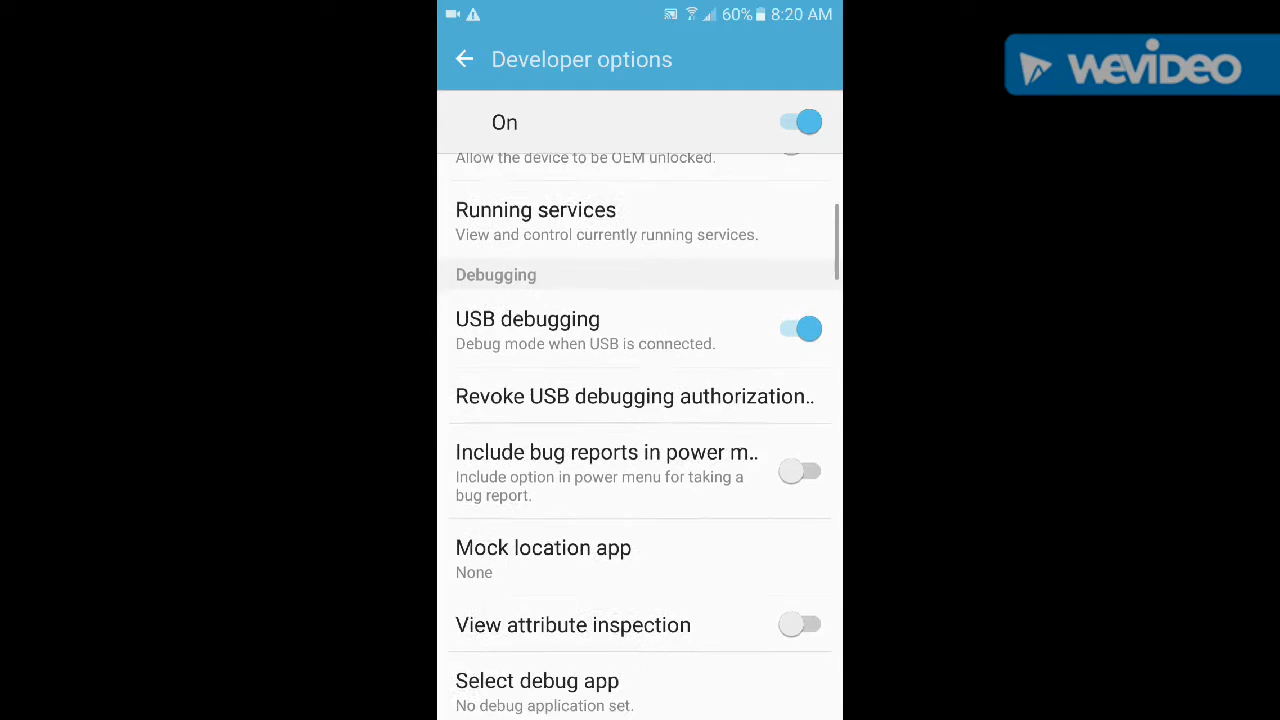 60% 8:20 AM
WEVIDEO
Developer options
On
Allow the device to be OEM unlocked.
Running services
View and control currently running services.
Debugging
USB debugging
Debug mode when USB is connected.
Revoke USB debugging authorization..
Include bug reports in power m..
Include option in power menu for taking a
bug report.
Mock location app
None
View attribute inspection
Select debug app
No debug application set.